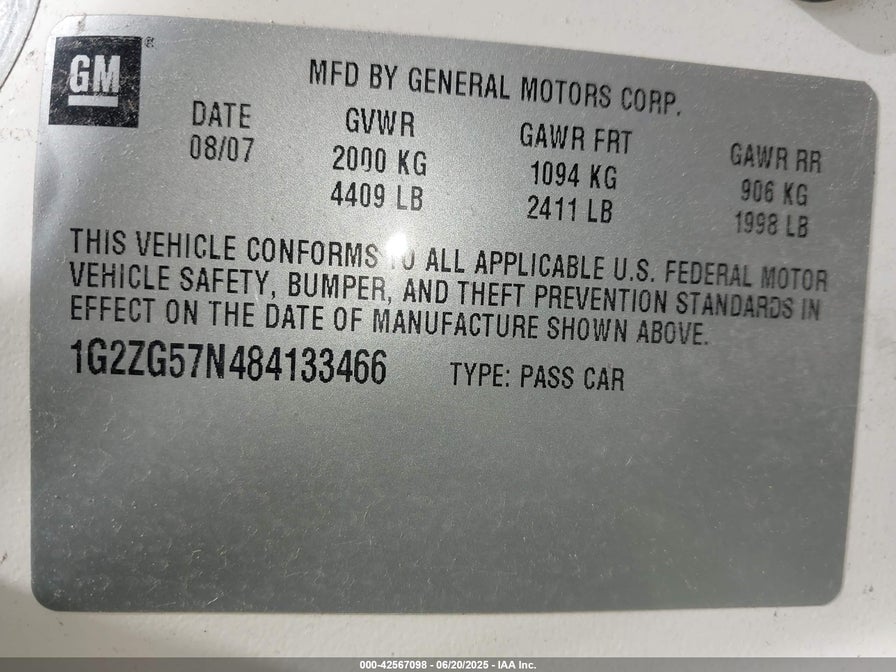 GM®
MFD BY GENERAL MOTORS CORP.
DATE GVWR GAWR FRT GAWR RR
08/07 2000 KG 1094 KG 906 KG
4409 LB 2411 LB 1998 LB
THIS VEHICLE CONFORMS TO ALL APPLICABLE U.S. FEDERAL MOTOR
VEHICLE SAFETY, BUMPER, AND THEFT PREVENTION STANDARDS IN
EFFECT ON THE DATE OF MANUFACTURE SHOWN ABOVE.
1G2ZG57N484133466 TYPE: PASS CAR
000-42567098 - 06/20/2025 - IAA Inc.